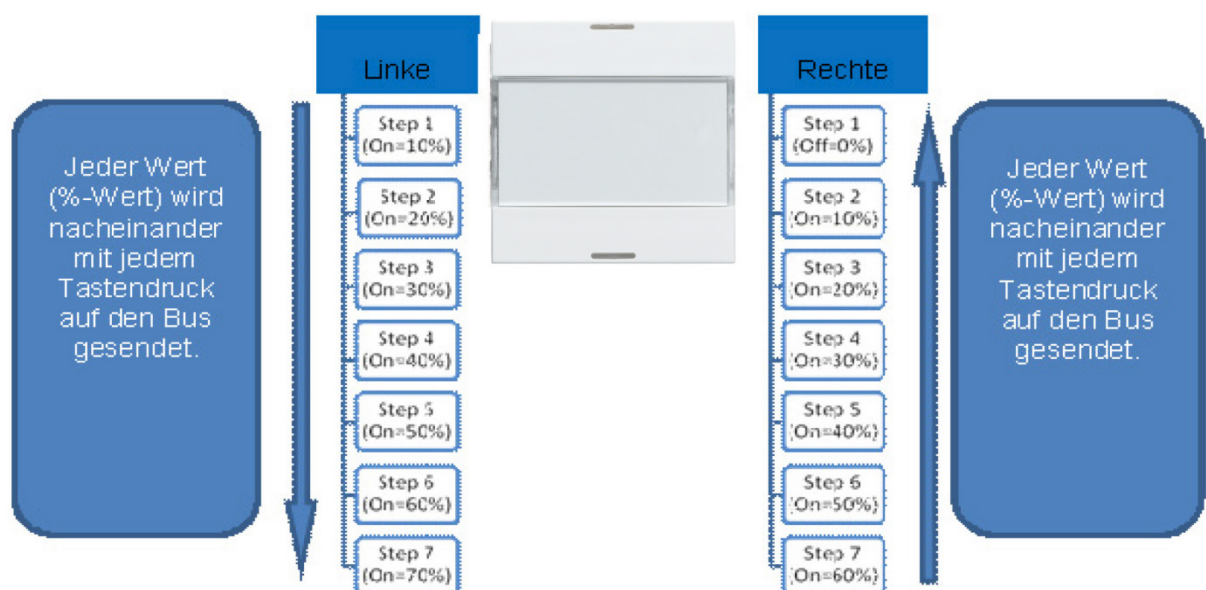 Linke
Rechte
Jeder Wert
(%-Wert) wird
nacheinander
mit jedem
Tastendruck
auf den Bus
gesendet.
Step 1
(On=10%)
Step 2
(On=20%)
Step 3
(On=30%)
Step 4
(On=40%)
Step 5
(On=50%)
Step 6
(On=60%)
Step 7
(On=70%)
Step 1
(Off=0%)
Step 2
(On=10%)
Step 3
(On=20%)
Step 4
(On=30%)
Step 5
(On=40%)
Step 6
(On=50%)
Step 7
(On=60%)
Jeder Wert
(%-Wert) wird
nacheinander
mit jedem
Tastendruck
auf den Bus
gesendet.